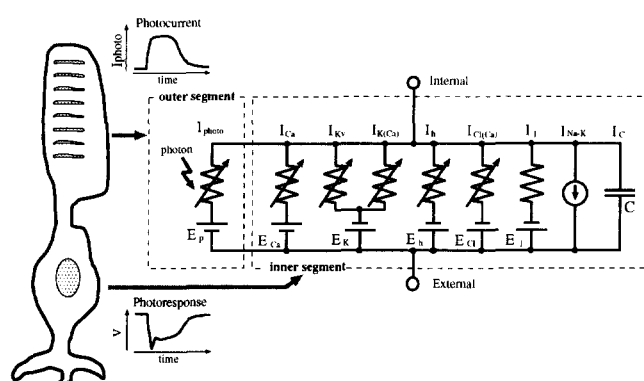 Photocurrent
Iphoto
time
outer segment
Internal
Iphoto ICa IKv IK(Ca) Ih ICl(Ca) Il INa-K IC
photon
C
Ep ECa EK Eh ECl El
inner segment
External
Photoresponse
V
time